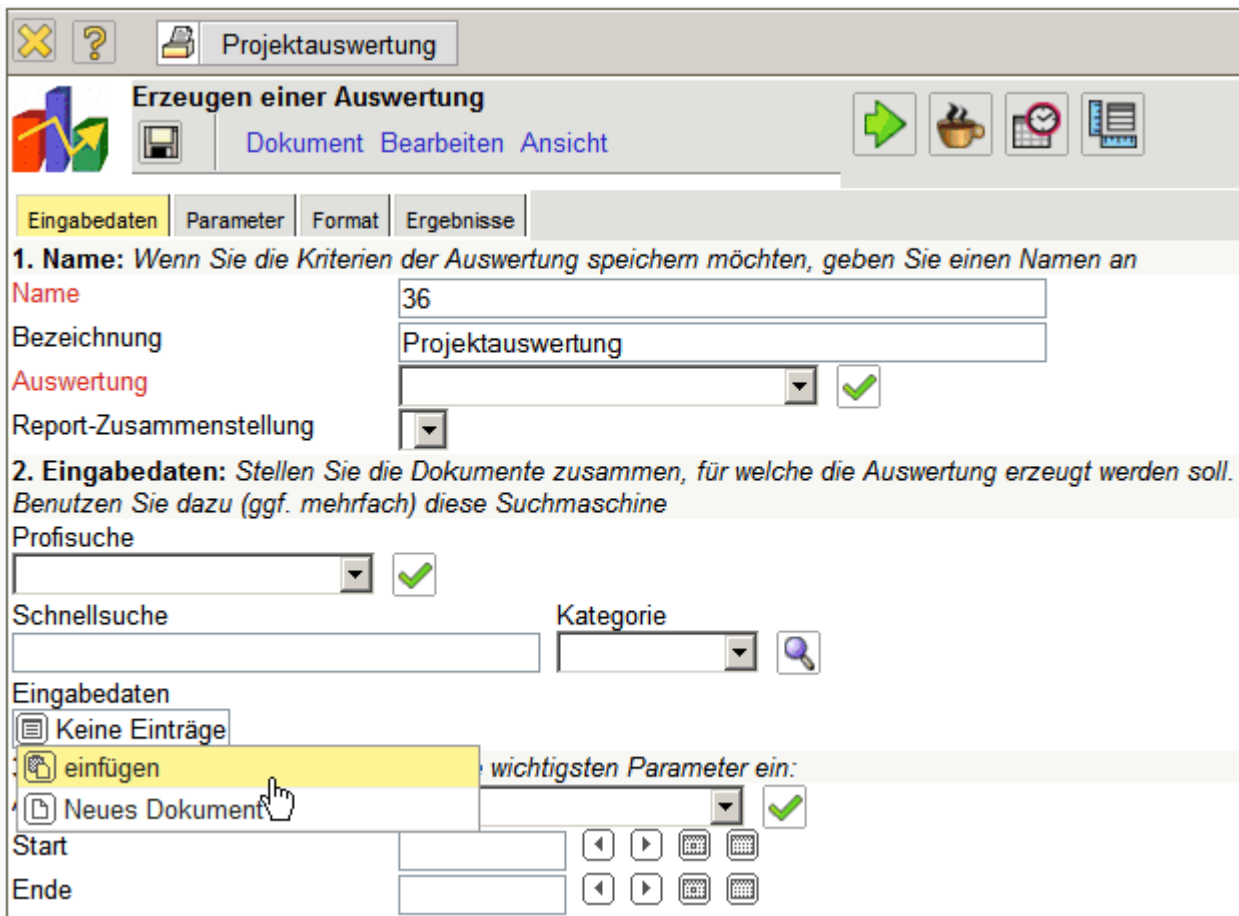 Projektauswertung
Erzeugen einer Auswertung
Dokument Bearbeiten Ansicht
Eingabedaten Parameter Format Ergebnisse
1. Name: Wenn Sie die Kriterien der Auswertung speichern möchten, geben Sie einen Namen an
Name 36
Bezeichnung Projektauswertung
Auswertung
Report-Zusammenstellung
2. Eingabedaten: Stellen Sie die Dokumente zusammen, für welche die Auswertung erzeugt werden soll.
Benutzen Sie dazu (ggf. mehrfach) diese Suchmaschine
Profisuche
Schnellsuche Kategorie
Eingabedaten
Keine Einträge
einfügen wichtigsten Parameter ein:
Neues Dokument
Start
Ende